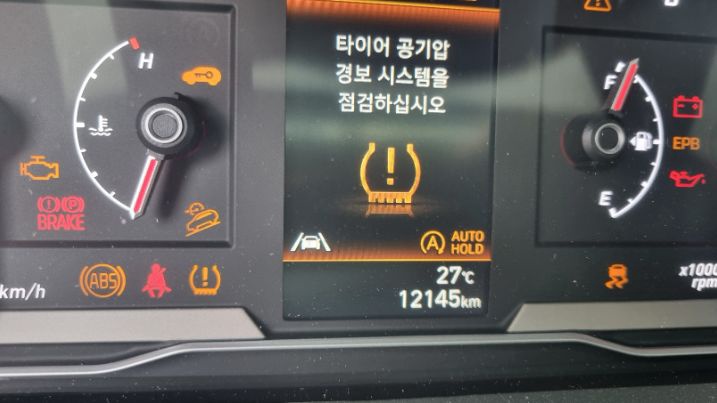 타이어 공기압
경보 시스템을
점검하십시오
H
F
E
EPB
BRAKE
AUTO
HOLD
ABS
27℃
12145km
km/h
x1000
rpm